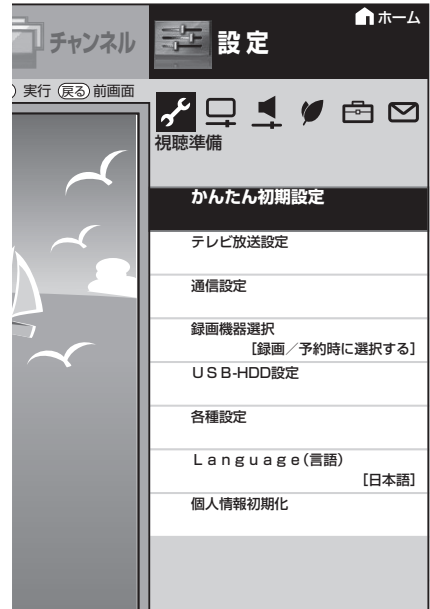 チャンネル
設定
ホーム
実行 戻る 前画面
視聴準備
かんたん初期設定
テレビ放送設定
通信設定
録画機器選択
[録画／予約時に選択する]
ＵＳＢ-HDD設定
各種設定
Ｌａｎｇｕａｇｅ(言語)
[日本語]
個人情報初期化